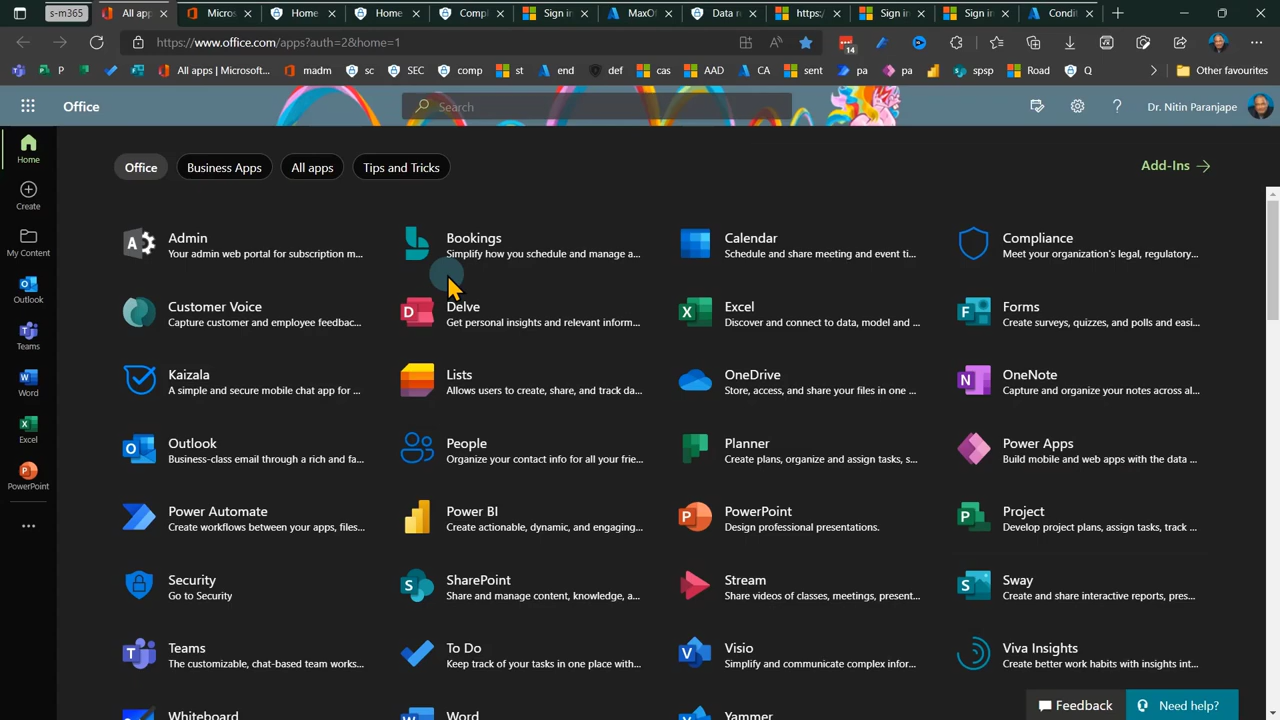 s-m365
All app
Micros
Home
Home
Compl
Sign in
MaxO
Data r
https:/
Sign in
Sign in
Condit
https://www.office.com/apps?auth=2&home=1
14
P
All apps | Microsoft...
madm
sc
SEC
comp
st
end
def
cas
AAD
CA
sent
pa
pa
spsp
Road
Q
Other favourites
Office
Search
Dr. Nitin Paranjape
Home
Create
My Content
Outlook
Teams
Word
Excel
PowerPoint
Office
Business Apps
All apps
Tips and Tricks
Add-Ins
Admin
Your admin web portal for subscription m...
Bookings
Simplify how you schedule and manage a...
Calendar
Schedule and share meeting and event ti...
Compliance
Meet your organization's legal, regulatory...
Customer Voice
Capture customer and employee feedbac...
Delve
Get personal insights and relevant inform...
Excel
Discover and connect to data, model and ...
Forms
Create surveys, quizzes, and polls and easi...
Kaizala
A simple and secure mobile chat app for ...
Lists
Allows users to create, share, and track da...
OneDrive
Store, access, and share your files in one ...
OneNote
Capture and organize your notes across al...
Outlook
Business-class email through a rich and fa...
People
Organize your contact info for all your frie...
Planner
Create plans, organize and assign tasks, s...
Power Apps
Build mobile and web apps with the data ...
Power Automate
Create workflows between your apps, files...
Power BI
Create actionable, dynamic, and engaging...
PowerPoint
Design professional presentations.
Project
Develop project plans, assign tasks, track ...
Security
Go to Security
SharePoint
Share and manage content, knowledge, a...
Stream
Share videos of classes, meetings, present...
Sway
Create and share interactive reports, pres...
Teams
The customizable, chat-based team works...
To Do
Keep track of your tasks in one place with...
Visio
Simplify and communicate complex infor...
Viva Insights
Create better work habits with insights int...
Whiteboard
Word
Yammer
Feedback
Need help?